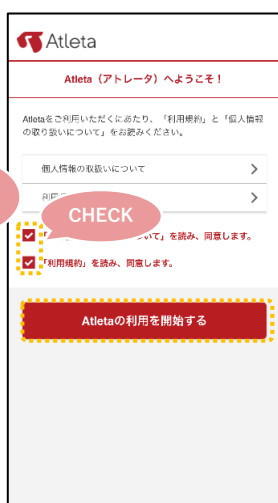 Atleta
Atleta（アトレータ）へようこそ！
Atletaをご利用いただくにあたり、「利用規約」と「個人情報
の取り扱いについて」をお読みください。
個人情報の取扱いについて
利用
CHECK
いて」を読み、同意します。
「利用規約」を読み、同意します。
Atletaの利用を開始する